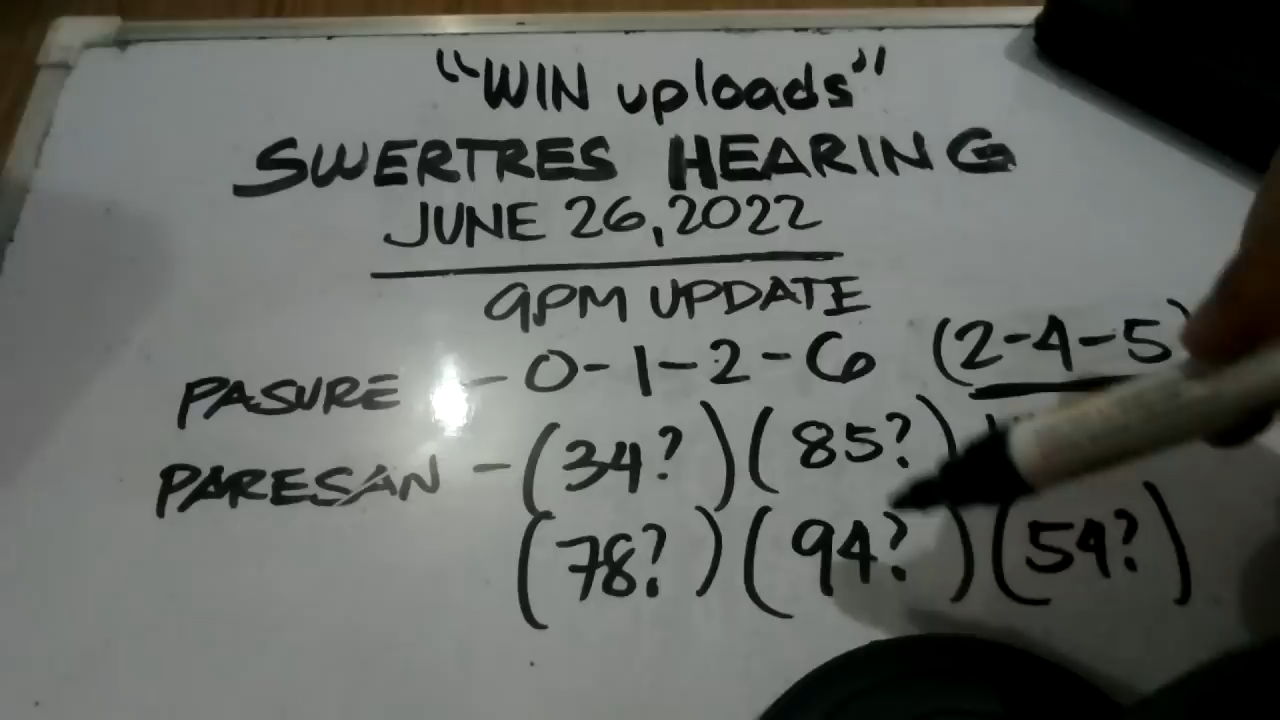 "WIN uploads"
SWERTRES HEARING
JUNE 26, 2022
9PM UPDATE
PASURE - 0-1-2-6 (2-4-5)
PARESAN - (34?) (85?)
(78?) (94?) (54?)